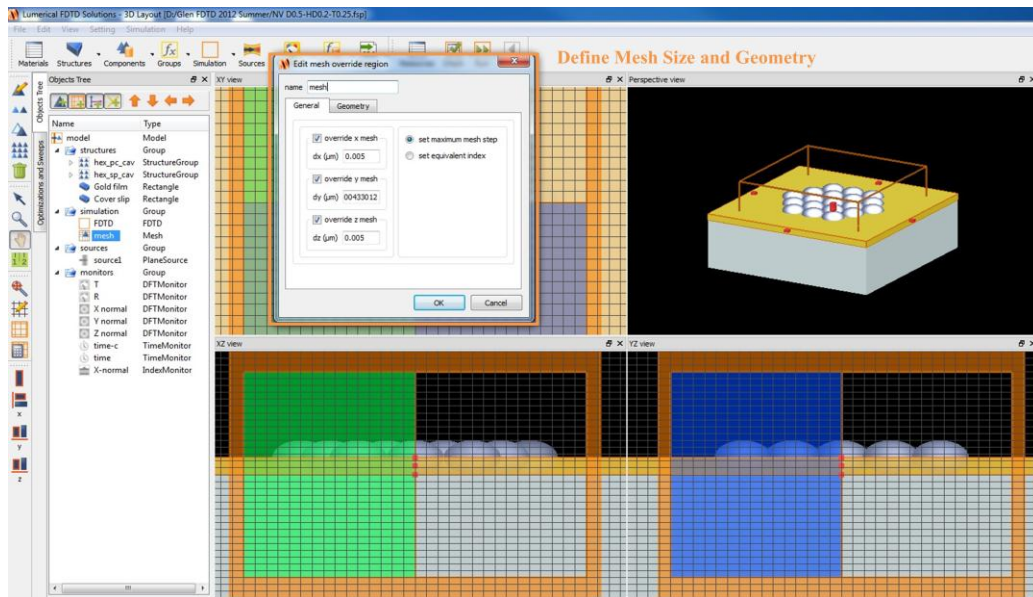 Lumerical FDTD Solutions - 3D Layout [D:/Glen FDTD 2012 Summer/NV D0.5-HD0.2-T0.25.fsp]
File Edit View Setting Simulation Help
Materials Structures Components Groups Simulation Sources
Define Mesh Size and Geometry
Objects Tree
XY view
Perspective view
Edit mesh override region
name mesh
General Geometry
override x mesh
dx (μm) 0.005
override y mesh
dy (μm) 00433012
override z mesh
dz (μm) 0.005
set maximum mesh step
set equivalent index
OK Cancel
Objects Tree
Optimizations and Sweeps
Name Type
model Model
structures Group
hex_pc_cav StructureGroup
hex_sp_cav StructureGroup
Gold film Rectangle
Cover slip Rectangle
simulation Group
FDTD FDTD
mesh Mesh
sources Group
source1 PlaneSource
monitors Group
T DFTMonitor
R DFTMonitor
X normal DFTMonitor
Y normal DFTMonitor
Z normal DFTMonitor
time-c TimeMonitor
time TimeMonitor
X-normal IndexMonitor
XZ view
YZ view
x
y
z